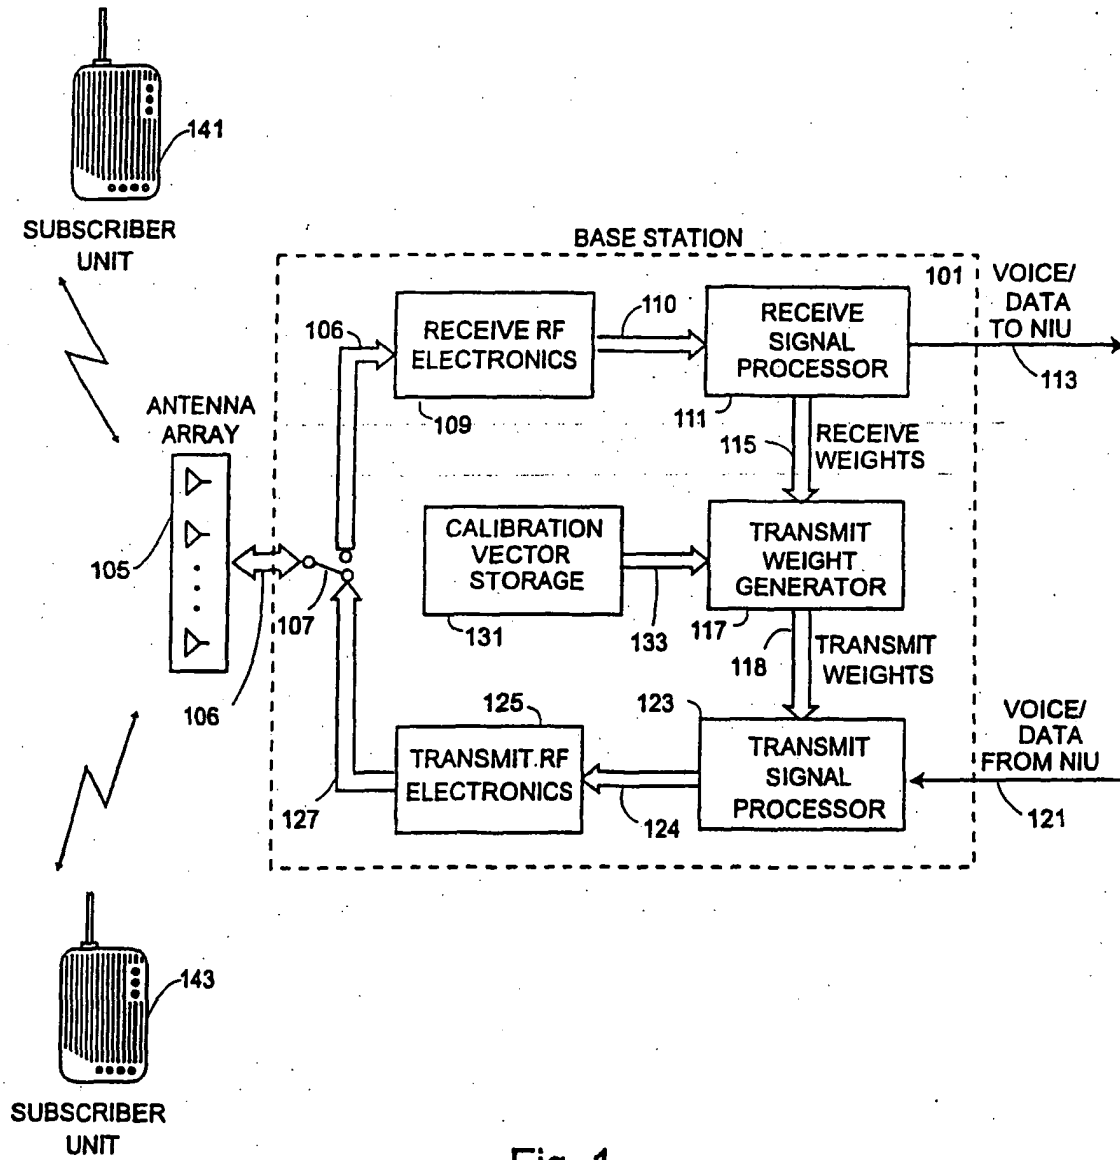 141
SUBSCRIBER
UNIT
BASE STATION
101
VOICE/
DATA
TO NIU
113
106
RECEIVE RF
ELECTRONICS
109
110
RECEIVE
SIGNAL
PROCESSOR
111
115
RECEIVE
WEIGHTS
ANTENNA
ARRAY
105
106
107
CALIBRATION
VECTOR
STORAGE
131
133
TRANSMIT
WEIGHT
GENERATOR
117
118
TRANSMIT
WEIGHTS
125
TRANSMIT RF
ELECTRONICS
127
124
123
TRANSMIT
SIGNAL
PROCESSOR
VOICE/
DATA
FROM NIU
121
143
SUBSCRIBER
UNIT
Fig. 1